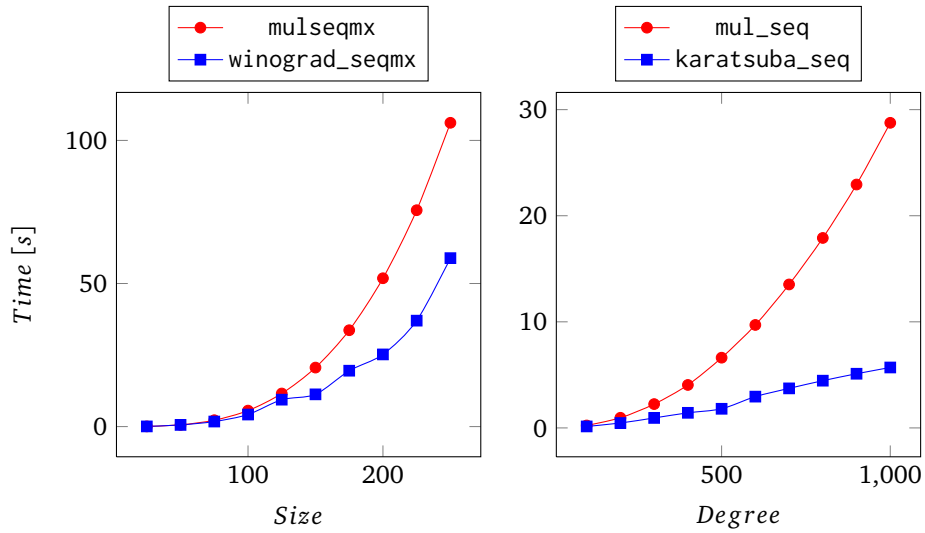 mulseqmx
winograd_seqmx
mul_seq
karatsuba_seq
Time [s]
100
50
0
100
200
Size
30
20
10
0
500
1,000
Degree